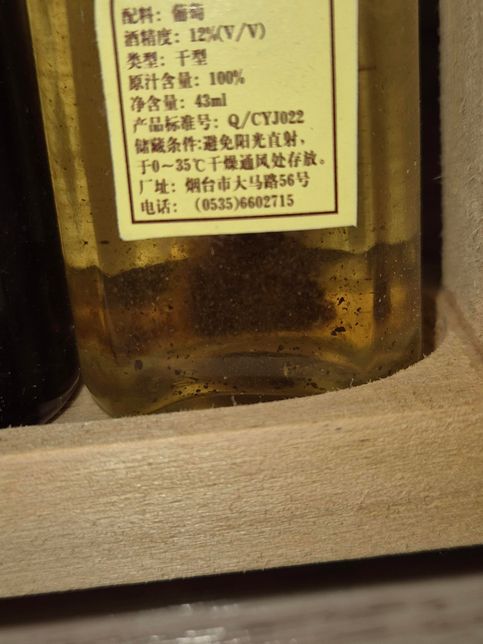 配料：葡萄
酒精度：12%(V/V)
类型：干型
原汁含量：100%
净含量：43ml
产品标准号：Q/CYJ022
储藏条件:避免阳光直射，
于0～35℃干燥通风处存放。
厂址：烟台市大马路56号
电话：(0535)6602715